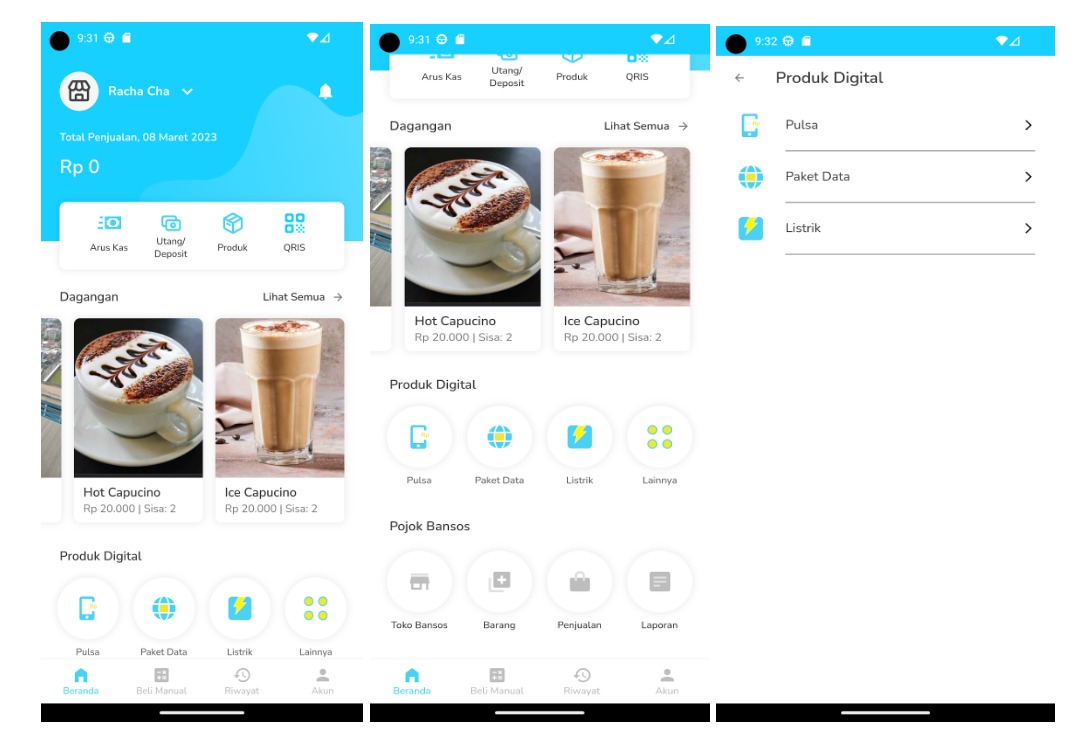 9:31
Racha Cha
Total Penjualan, 08 Maret 2023
Rp 0
Arus Kas
Utang/
Deposit
Produk
QRIS
Dagangan
Lihat Semua
Hot Capucino
Rp 20.000 | Sisa: 2
Ice Capucino
Rp 20.000 | Sisa: 2
Produk Digital
Rp
Pulsa
Paket Data
Listrik
Lainnya
Beranda
Beli Manual
Riwayat
Akun
9:31
Arus Kas
Utang/
Deposit
Produk
QRIS
Dagangan
Lihat Semua
Hot Capucino
Rp 20.000 | Sisa: 2
Ice Capucino
Rp 20.000 | Sisa: 2
Produk Digital
Rp
Pulsa
Paket Data
Listrik
Lainnya
Pojok Bansos
Toko Bansos
Barang
Penjualan
Laporan
Beranda
Beli Manual
Riwayat
Akun
9:32
Produk Digital
Rp
Pulsa
Paket Data
Listrik